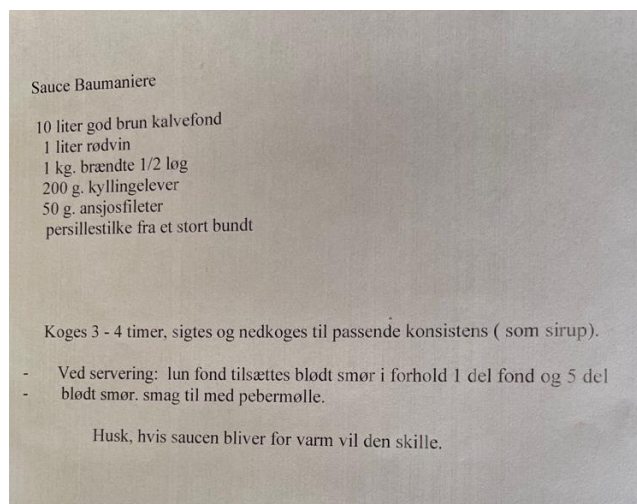 Sauce Baumaniere
10 liter god brun kalvefond
1 liter rødvin
1 kg. brændte 1/2 løg
200 g. kyllingelever
50 g. ansjosfileter
persillestilke fra et stort bundt
Koges 3 - 4 timer, sigtes og nedkoges til passende konsistens ( som sirup).
- Ved servering: lun fond tilsættes blødt smør i forhold 1 del fond og 5 del
- blødt smør. smag til med pebermølle.
Husk, hvis saucen bliver for varm vil den skille.